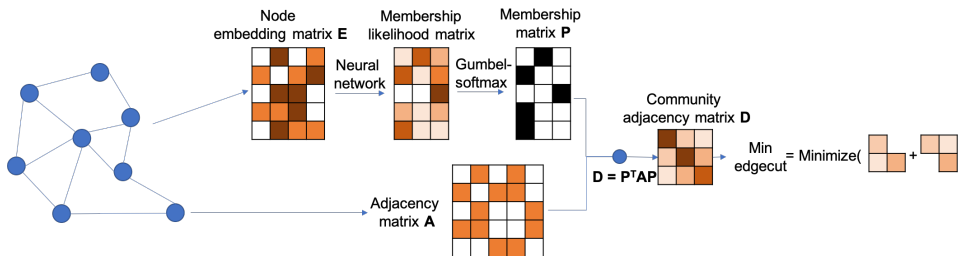 Node
embedding matrix E
Neural
network
Membership
likelihood matrix
Gumbel-
softmax
Membership
matrix P
Adjacency
matrix A
D = PᵀAP
Community
adjacency matrix D
Min
edgecut
= Minimize(
+